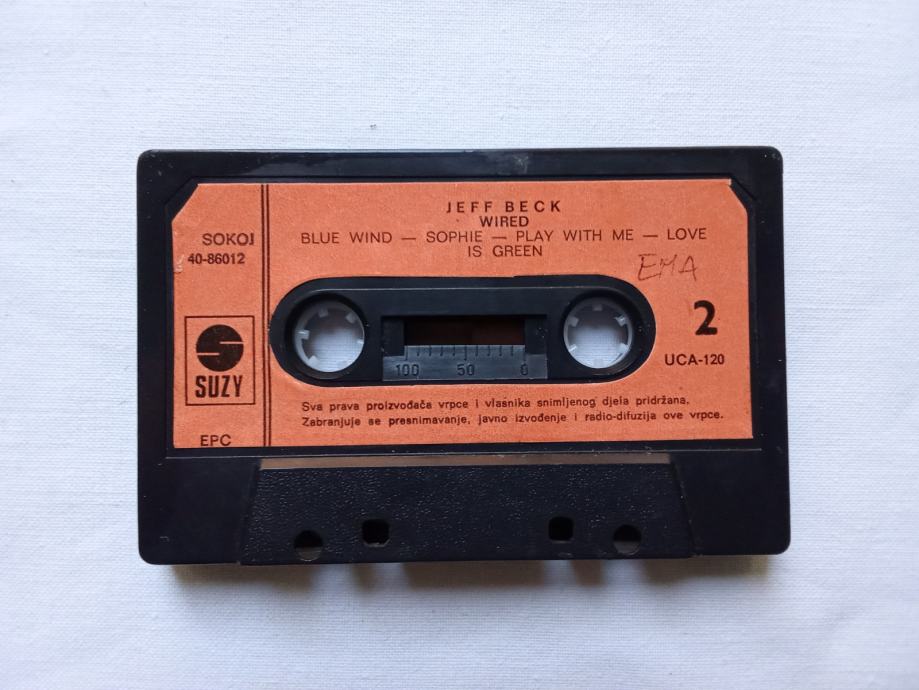 JEFF BECK
WIRED
BLUE WIND — SOPHIE — PLAY WITH ME — LOVE
IS GREEN
SOKOJ
40-86012
EMA
2
UCA-120
SUZY
100 50 0
Sva prava proizvođača vrpce i vlasnika snimljenog djela pridržana.
Zabranjuje se presnimavanje, javno izvođenje i radio-difuzija ove vrpce.
EPC